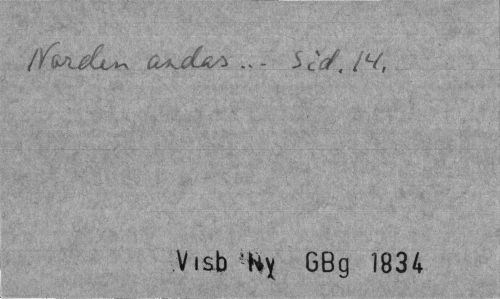 Norden andas... Sid. 14.
Visb Ny GBg 1834